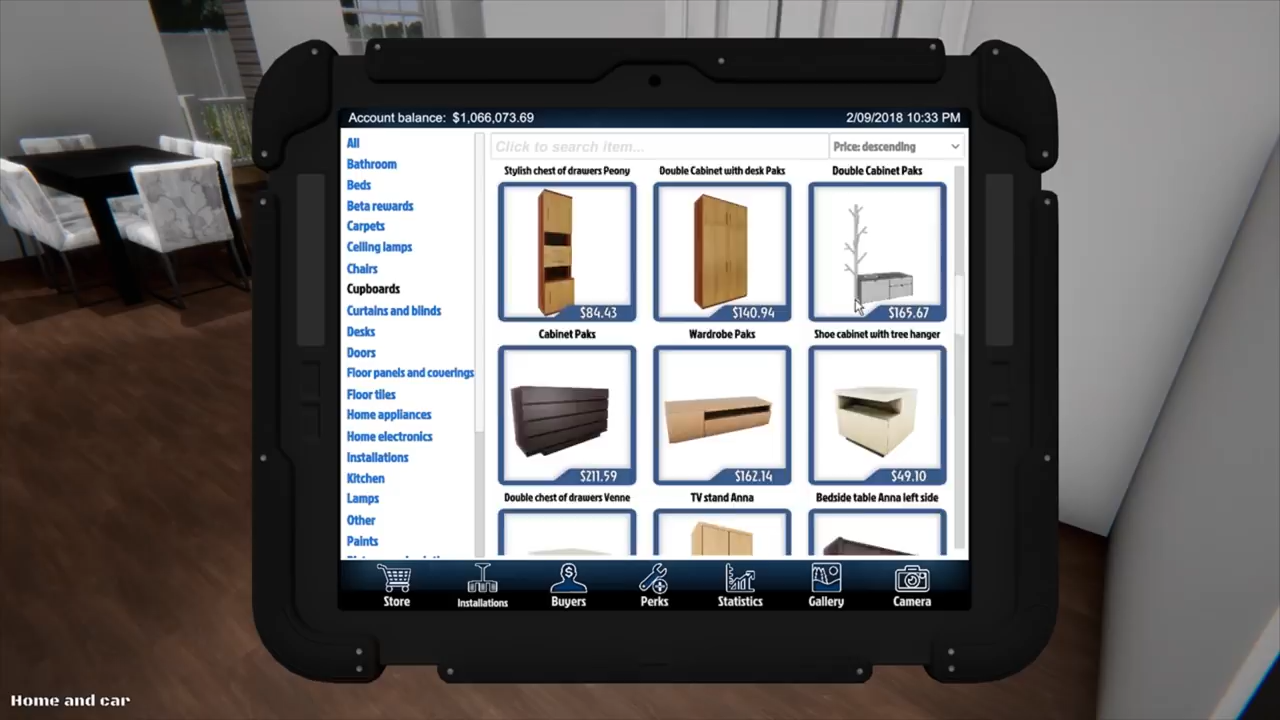 Account balance: $1,066,073.69
2/09/2018 10:33 PM
All
Bathroom
Beds
Beta rewards
Carpets
Ceiling lamps
Chairs
Cupboards
Curtains and blinds
Desks
Doors
Floor panels and coverings
Floor tiles
Home appliances
Home electronics
Installations
Kitchen
Lamps
Other
Paints
Click to search item...
Price: descending
Stylish chest of drawers Peony
Double Cabinet with desk Paks
Double Cabinet Paks
$84.43
$140.94
$165.67
Cabinet Paks
Wardrobe Paks
Shoe cabinet with tree hanger
$211.59
$162.14
$49.10
Double chest of drawers Venne
TV stand Anna
Bedside table Anna left side
Store
Installations
Buyers
Perks
Statistics
Gallery
Camera
Home and car